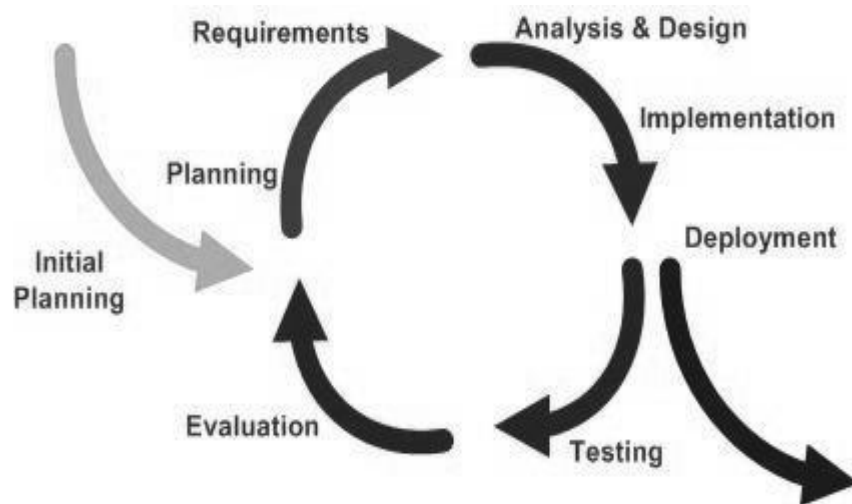 Requirements
Analysis & Design
Implementation
Planning
Deployment
Initial
Planning
Evaluation
Testing